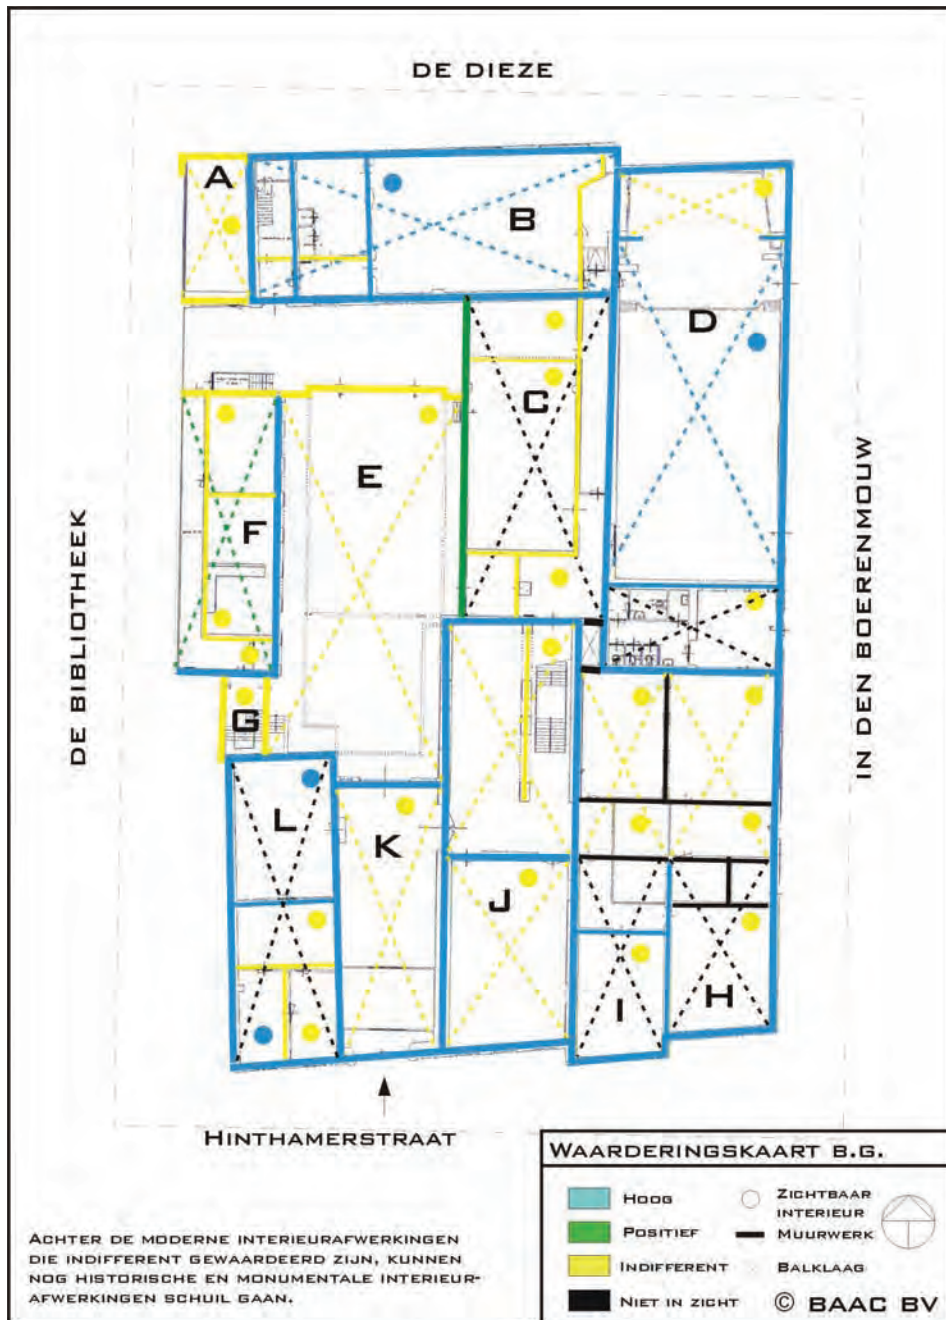 DE DIEZE
A
B
D
C
E
F
DE BIBLIOTHEEK
IN DEN BOERENMOUW
G
L
K
J
I
H
HINTHAMERSTRAAT
WAARDERINGSKAART B.G.
HOOG
ZICHTBAAR
INTERIEUR
POSITIEF
MUURWERK
INDIFFERENT
BALKLAAG
NIET IN ZICHT
© BAAC BV
ACHTER DE MODERNE INTERIEURAFWERKINGEN
DIE INDIFFERENT GEWAARDEERD ZIJN, KUNNEN
NOG HISTORISCHE EN MONUMENTALE INTERIEUR-
AFWERKINGEN SCHUIL GAAN.